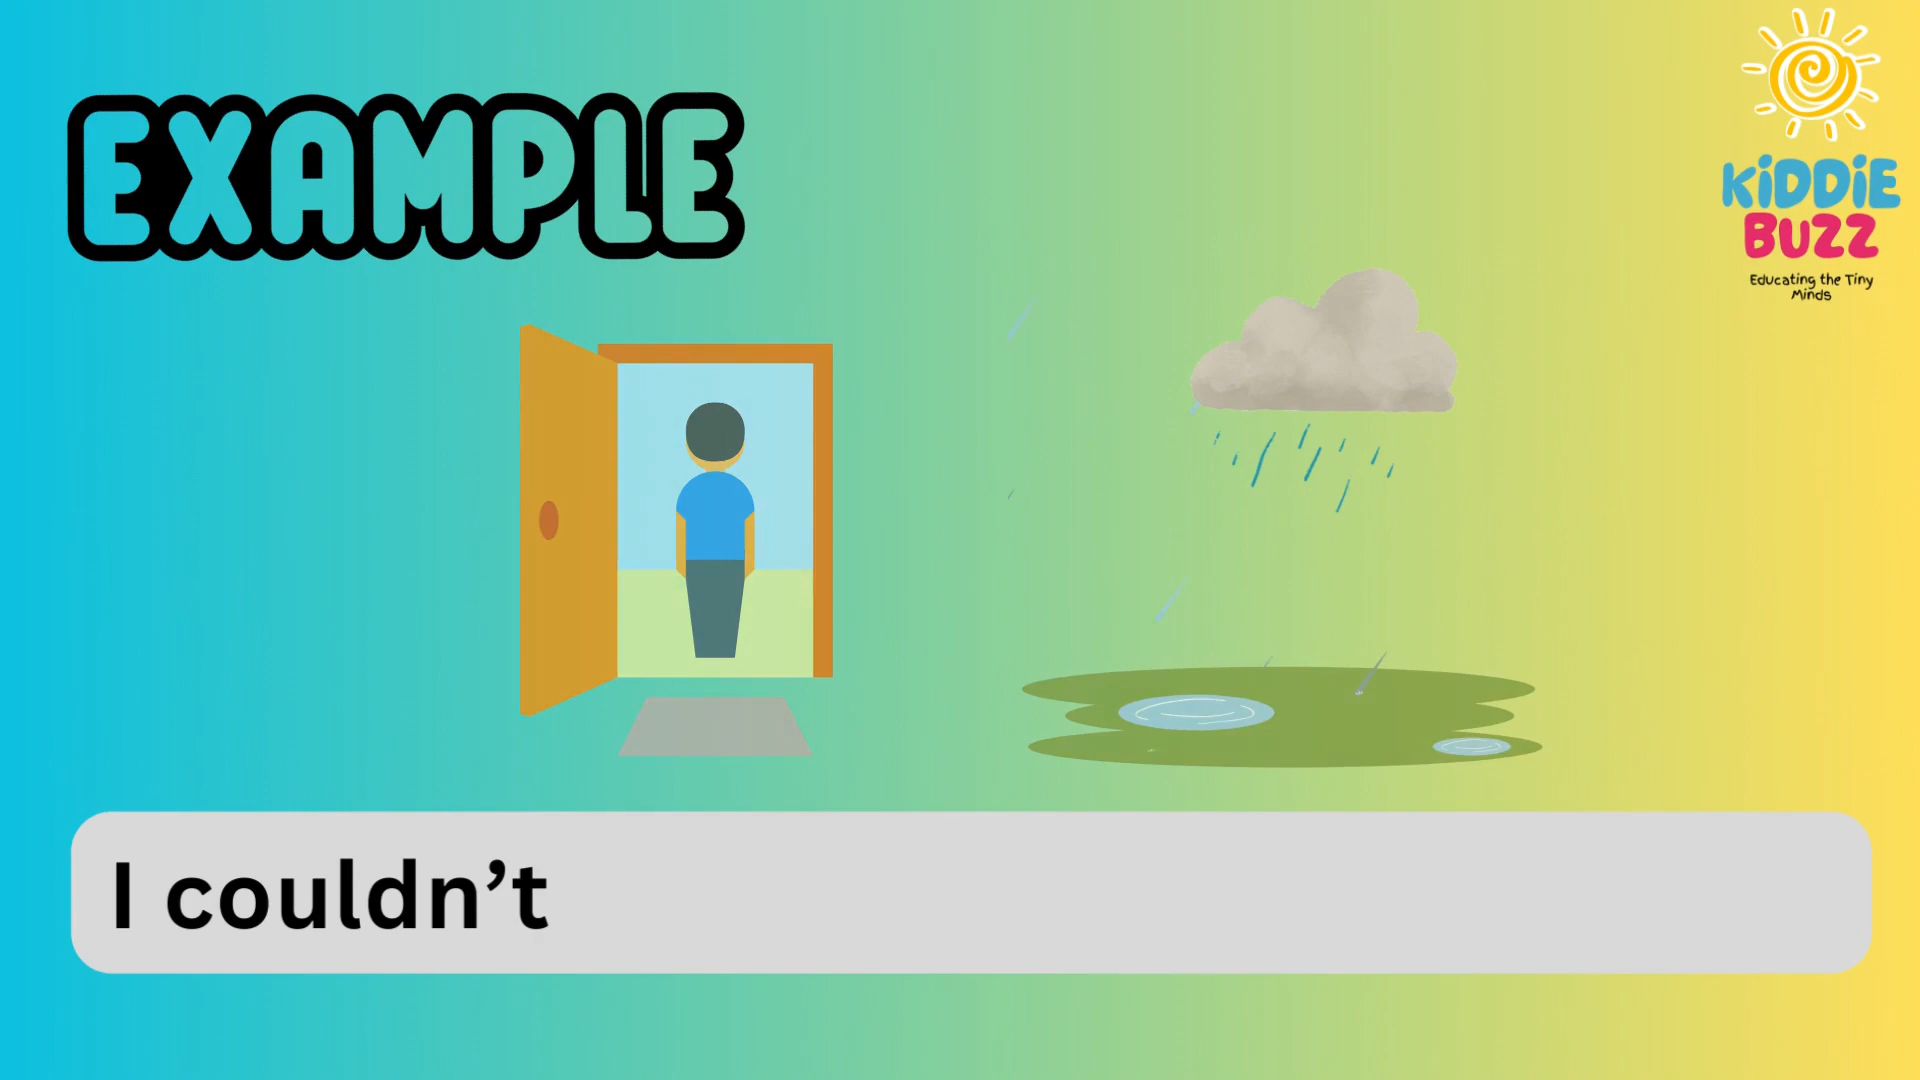 EXAMPLE
KiDDiE
BUZZ
Educating the Tiny
Minds
I couldn’t